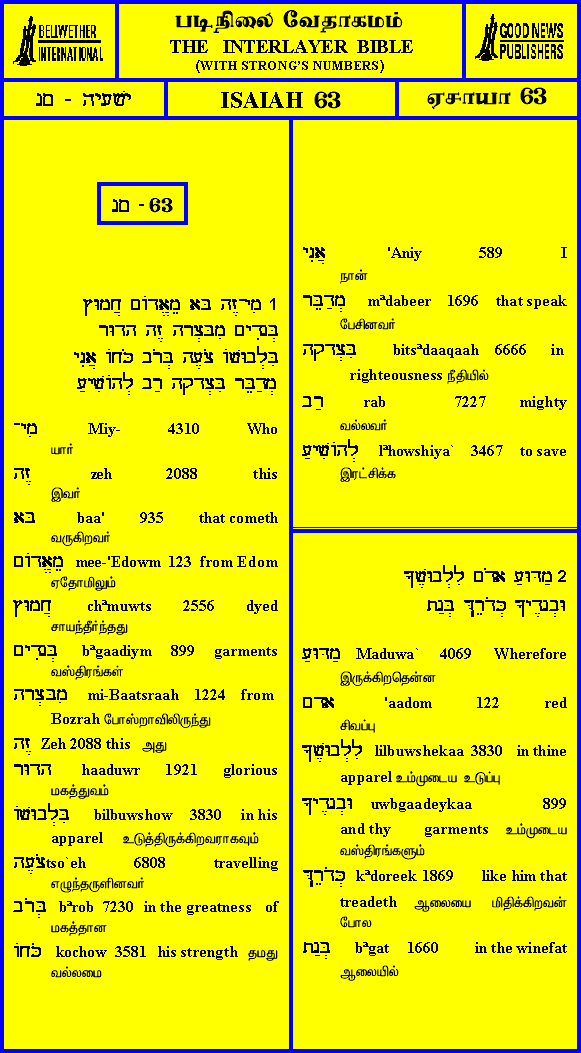 BELLWETHER
INTERNATIONAL
படிநிலை வேதாகமம்
THE INTERLAYER BIBLE
(WITH STRONG'S NUMBERS)
GOOD NEWS
PUBLISHERS
ישעיה - סג
ISAIAH 63
ஏசாயா 63
סג - 63
1 מִי־זֶה בָּא מֵאֱדוֹם חֲמוּץ
בְּגָדִים מִבָּצְרָה זֶה הָדוּר
בִּלְבוּשׁוֹ צֹעֶה בְּרֹב כֹּחוֹ אֲנִי
מְדַבֵּר בִּצְדָקָה רַב לְהוֹשִׁיעַ
מִי־ Miy- 4310 Who
யார்
זֶה zeh 2088 this
இவர்
בָּא baa' 935 that cometh
வருகிறவர்
מֵאֱדוֹם mee-'Edowm 123 from Edom
ஏதோமிலும்
חֲמוּץ chªmuwts 2556 dyed
சாயந்தீர்ந்தது
בְּגָדִים bªgaadiym 899 garments
வஸ்திரங்கள்
מִבָּצְרָה mi-Baatsraah 1224 from
Bozrah போஸ்றாவிலிருந்து
זֶה Zeh 2088 this அது
הָדוּר haaduwr 1921 glorious
மகத்துவம்
בִּלְבוּשׁוֹ bilbuwshow 3830 in his
apparel உடுத்திருக்கிறவராகவும்
צֹעֶה tso`eh 6808 travelling
எழுந்தருளினவர்
בְּרֹב bªrob 7230 in the greatness of
மகத்தான
כֹּחוֹ kochow 3581 his strength தமது
வல்லமை
אֲנִי 'Aniy 589 I
நான்
מְדַבֵּר mªdabeer 1696 that speak
பேசினவர்
בִּצְדָקָה bitsªdaaqaah 6666 in
righteousness நீதியில்
רַב rab 7227 mighty
வல்லவர்
לְהוֹשִׁיעַ lªhowshiya` 3467 to save
இரட்சிக்க
2 מַדּוּעַ אָדֹם לִלְבוּשֶׁךָ
וּבְגָדֶיךָ כְּדֹרֵךְ בְּגַת
מַדּוּעַ Maduwa` 4069 Wherefore
இருக்கிறதென்ன
אָדֹם 'aadom 122 red
சிவப்பு
לִלְבוּשֶׁךָ lilbuwshekaa 3830 in thine
apparel உம்முடைய உடுப்பு
וּבְגָדֶיךָ uwbgaadeykaa 899
and thy garments உம்முடைய
வஸ்திரங்களும்
כְּדֹרֵךְ kªdoreek 1869 like him that
treadeth ஆலையை மிதிக்கிறவன்
போல
בְּגַת bªgat 1660 in the winefat
ஆலையில்